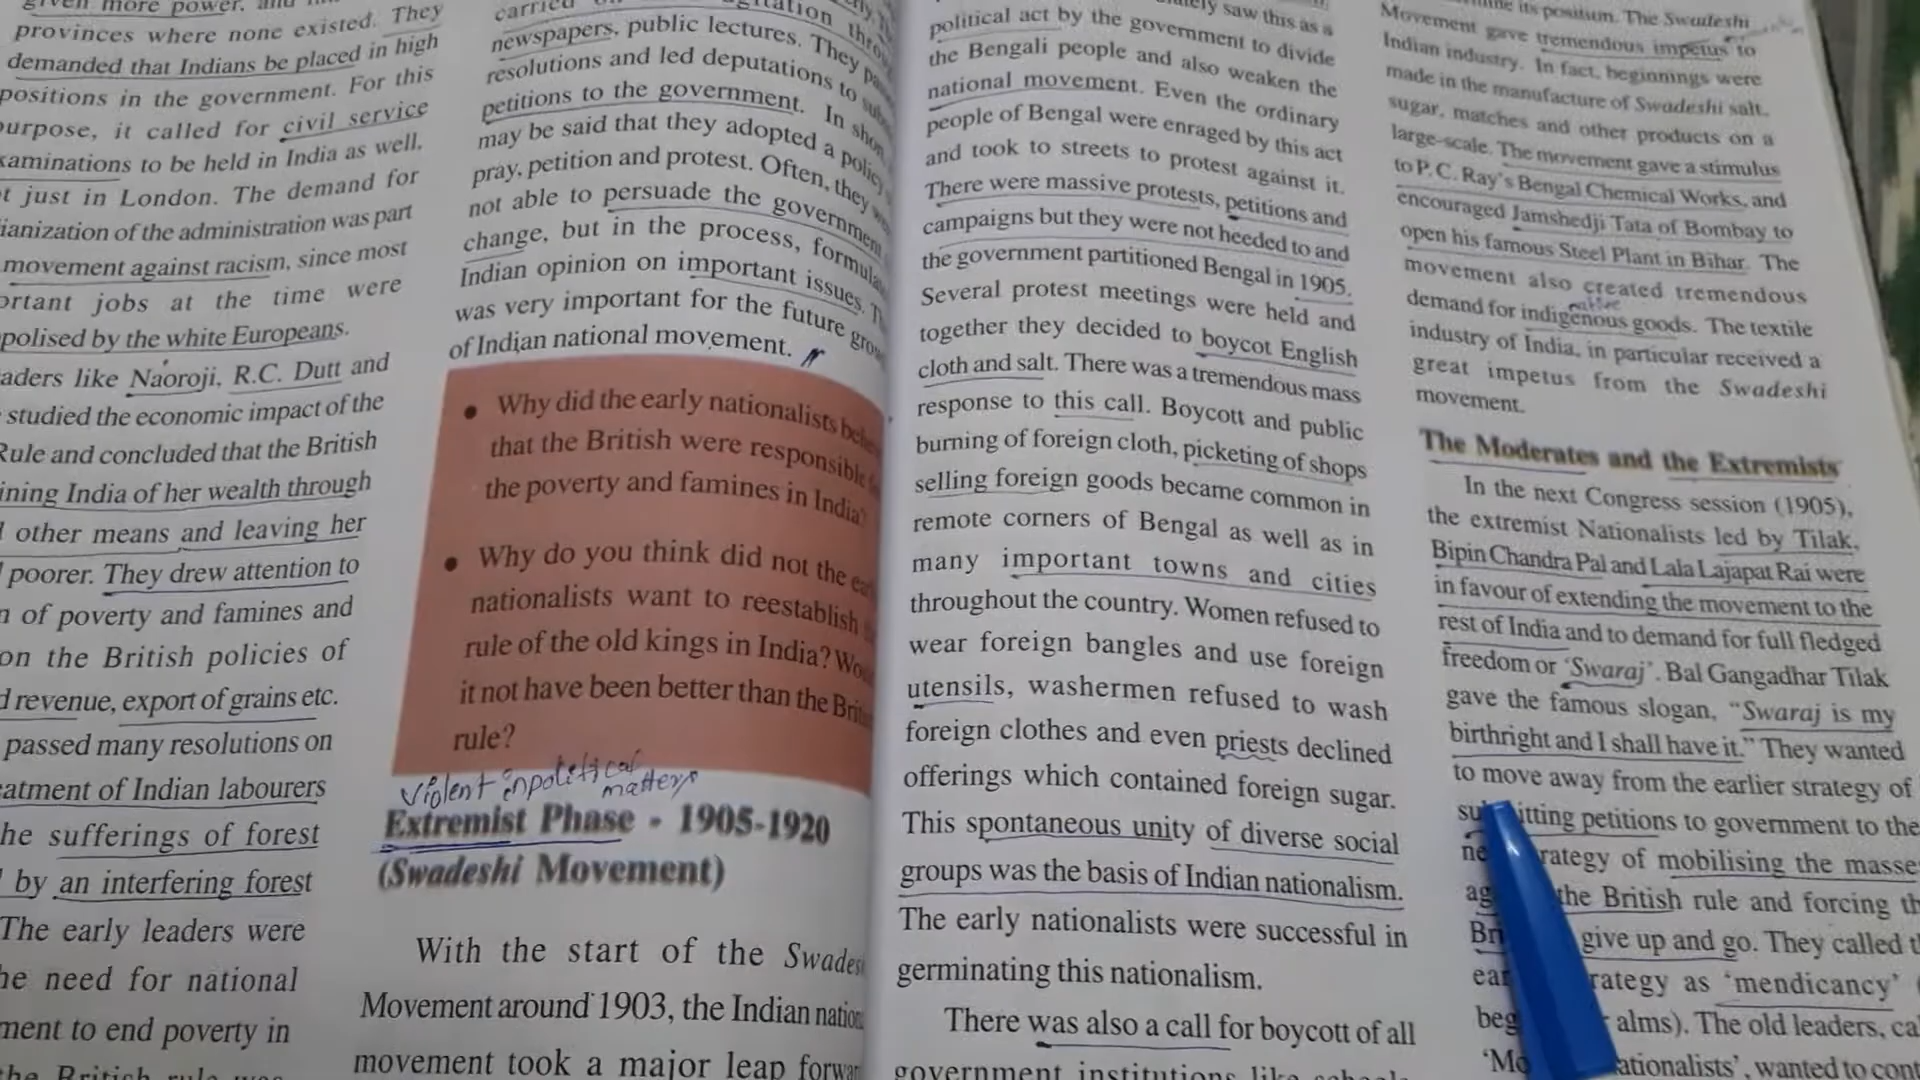 given more power, and
provinces where none existed. They
demanded that Indians be placed in high
positions in the government. For this
purpose, it called for civil service
examinations to be held in India as well,
just in London. The demand for
of the administration was part
movement against racism, since most
jobs at the time were
by the white Europeans.
like Naoroji, R.C. Dutt and
studied the economic impact of the
Rule and concluded that the British
India of her wealth through
other means and leaving her
poorer. They drew attention to
of poverty and famines and
on the British policies of
revenue, export of grains etc.
passed many resolutions on
of Indian labourers
the sufferings of forest
by an interfering forest
The early leaders were
need for national
to end poverty in
the British rule was
carried
newspapers, public lectures. They
resolutions and led deputations to
petitions to the government. In
may be said that they adopted a policy
pray, petition and protest. Often, they
not able to persuade the government
change, but in the process,
Indian opinion on important issues.
was very important for the future
of Indian national movement.
• Why did the early nationalists
that the British were responsible
the poverty and famines in India?
• Why do you think did not the
nationalists want to reestablish
rule of the old kings in India?
it not have been better than the
rule?
violent in political
matters
Extremist Phase - 1905-1920
(Swadeshi Movement)
With the start of the
Movement around 1903, the Indian
movement took a major leap
saw this as a
political act by the government to divide
the Bengali people and also weaken the
national movement. Even the ordinary
people of Bengal were enraged by this act
and took to streets to protest against it.
There were massive protests, petitions and
campaigns but they were not heeded to and
the government partitioned Bengal in 1905.
Several protest meetings were held and
together they decided to boycot English
cloth and salt. There was a tremendous mass
response to this call. Boycott and public
burning of foreign cloth, picketing of shops
selling foreign goods became common in
remote corners of Bengal as well as in
many important towns and cities
throughout the country. Women refused to
wear foreign bangles and use foreign
utensils, washermen refused to wash
foreign clothes and even priests declined
offerings which contained foreign sugar.
This spontaneous unity of diverse social
groups was the basis of Indian nationalism.
The early nationalists were successful in
germinating this nationalism.
There was also a call for boycott of all
government institutions like schools
its position. The Swadeshi
Movement gave tremendous impetus to
Indian industry. In fact, beginnings were
made in the manufacture of Swadeshi salt,
sugar, matches and other products on a
large-scale. The movement gave a stimulus
to P. C. Ray's Bengal Chemical Works, and
encouraged Jamshedji Tata of Bombay to
open his famous Steel Plant in Bihar. The
movement also created tremendous
demand for indigenous goods. The textile
industry of India, in particular received a
great impetus from the Swadeshi
movement.
The Moderates and the Extremists
In the next Congress session (1905),
the extremist Nationalists led by Tilak,
Bipin Chandra Pal and Lala Lajapat Rai were
in favour of extending the movement to the
rest of India and to demand for full fledged
freedom or 'Swaraj'. Bal Gangadhar Tilak
gave the famous slogan, "Swaraj is my
birthright and I shall have it." They wanted
to move away from the earlier strategy of
petitions to government to the
of mobilising the masses
the British rule and forcing
give up and go. They called
as 'mendicancy'
alms). The old leaders,
wanted to